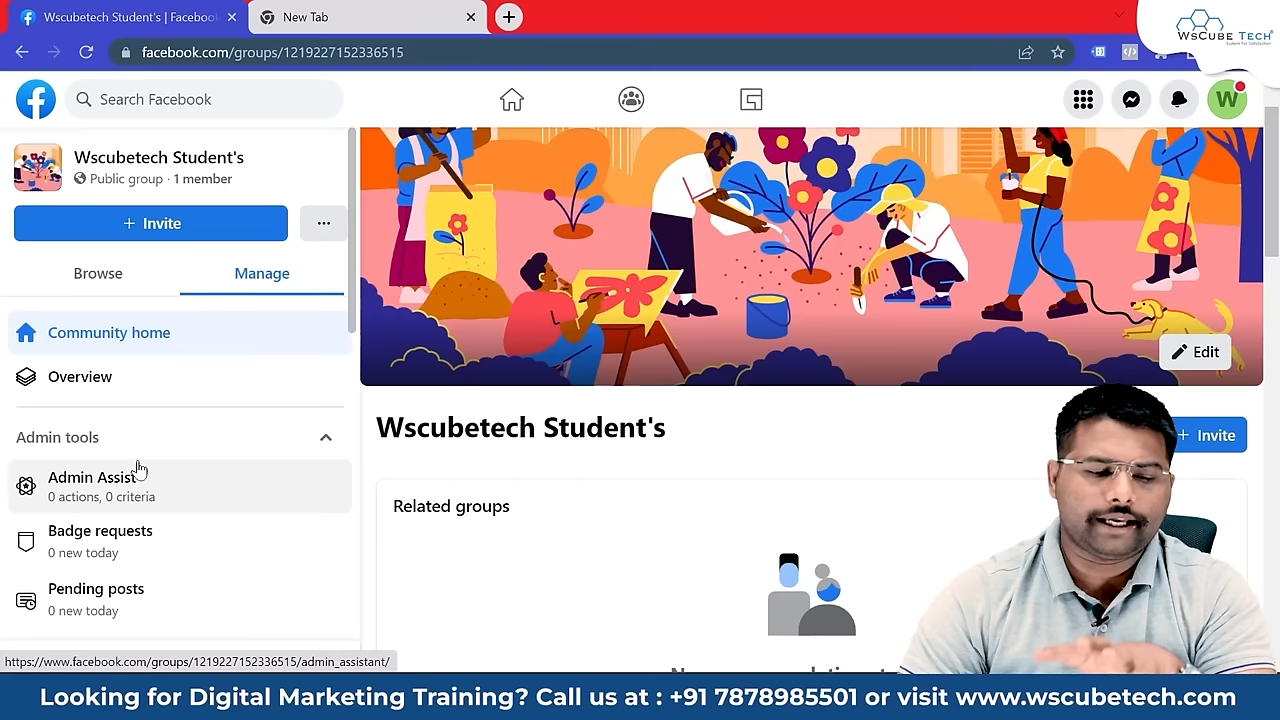 Wscubetech Student's | Facebo
New Tab
facebook.com/groups/1219227152336515
WsCube Tech
Search Facebook
W
Wscubetech Student's
Public group · 1 member
+ Invite
...
Browse
Manage
Community home
Overview
Admin tools
Admin Assist
0 actions, 0 criteria
Badge requests
0 new today
Pending posts
0 new today
https://www.facebook.com/groups/1219227152336515/admin_assistant/
Edit
Wscubetech Student's
+ Invite
Related groups
Looking for Digital Marketing Training? Call us at : +91 7878985501 or visit www.wscubetech.com